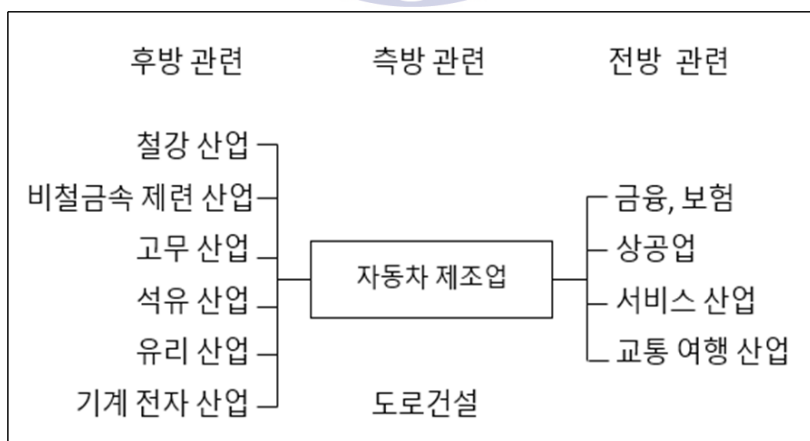 후방 관련 측방 관련 전방 관련
철강 산업
비철금속 제련 산업
고무 산업
석유 산업
유리 산업
기계 전자 산업
자동차 제조업
도로건설
금융, 보험
상공업
서비스 산업
교통 여행 산업